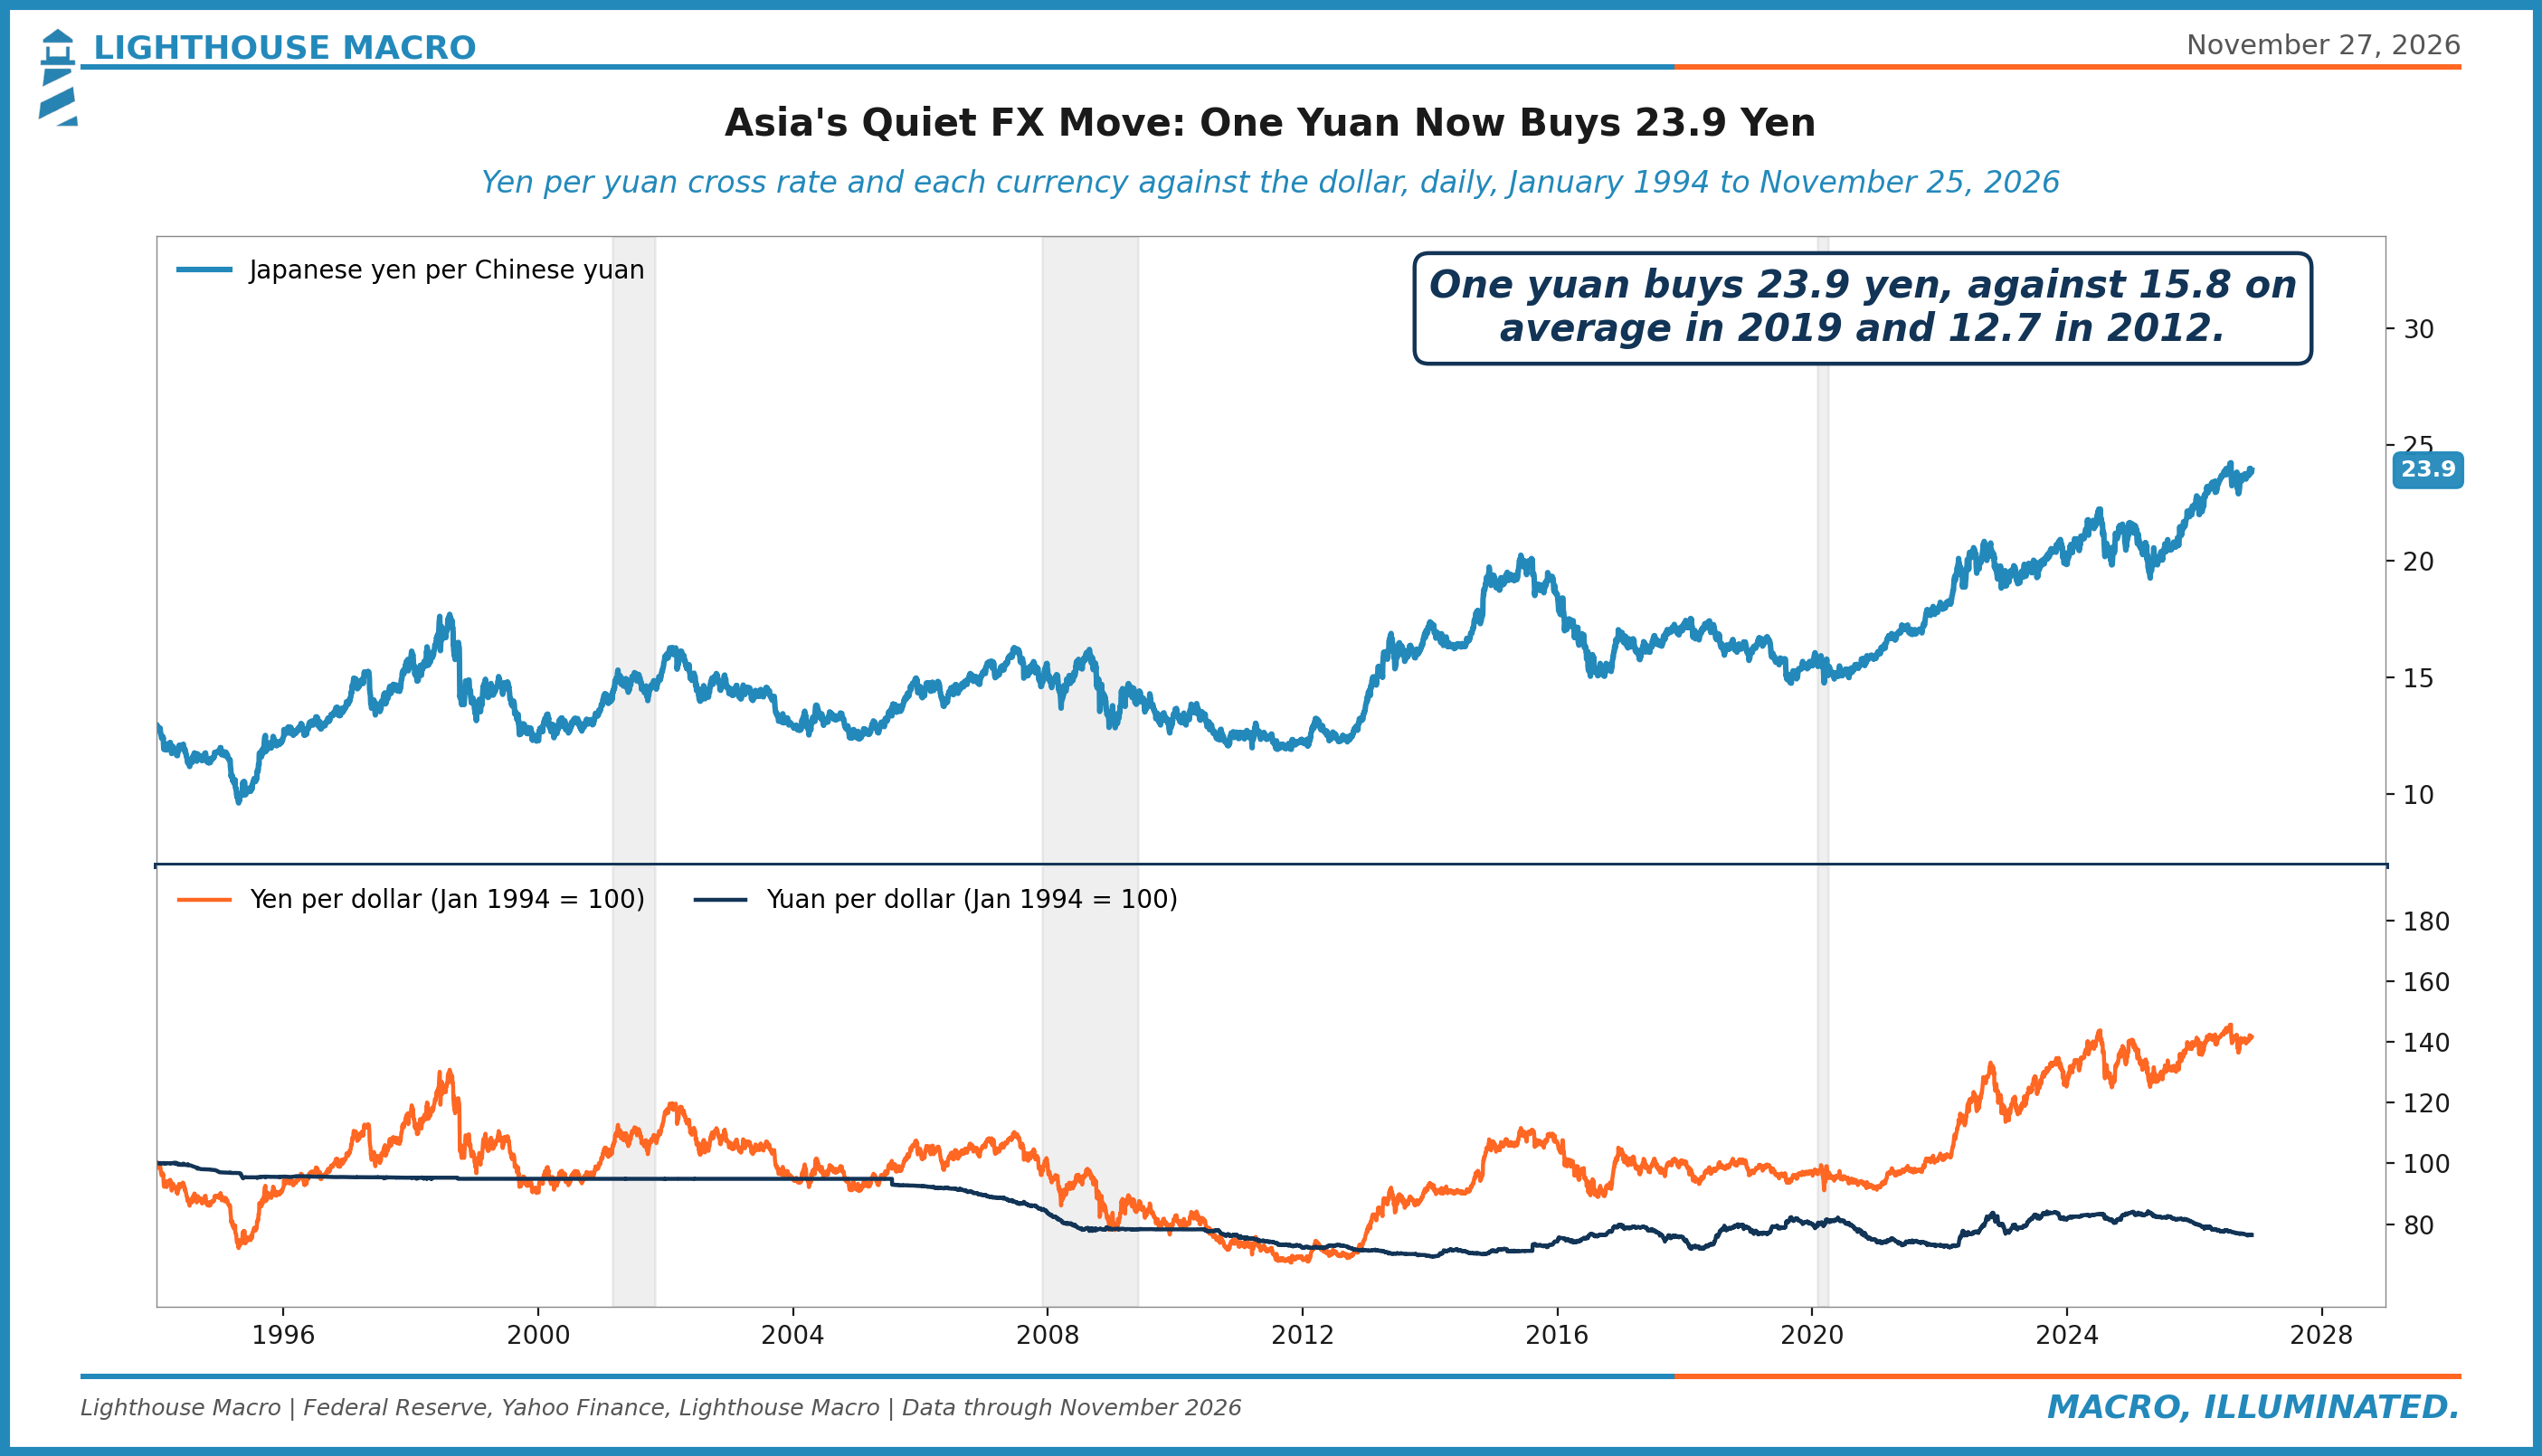 LIGHTHOUSE MACRO
November 27, 2026
Asia's Quiet FX Move: One Yuan Now Buys 23.9 Yen
Yen per yuan cross rate and each currency against the dollar, daily, January 1994 to November 25, 2026
Japanese yen per Chinese yuan
One yuan buys 23.9 yen, against 15.8 on
average in 2019 and 12.7 in 2012.
30
25
23.9
20
15
10
Yen per dollar (Jan 1994 = 100)
Yuan per dollar (Jan 1994 = 100)
180
160
140
120
100
80
1996
2000
2004
2008
2012
2016
2020
2024
2028
Lighthouse Macro | Federal Reserve, Yahoo Finance, Lighthouse Macro | Data through November 2026
MACRO, ILLUMINATED.